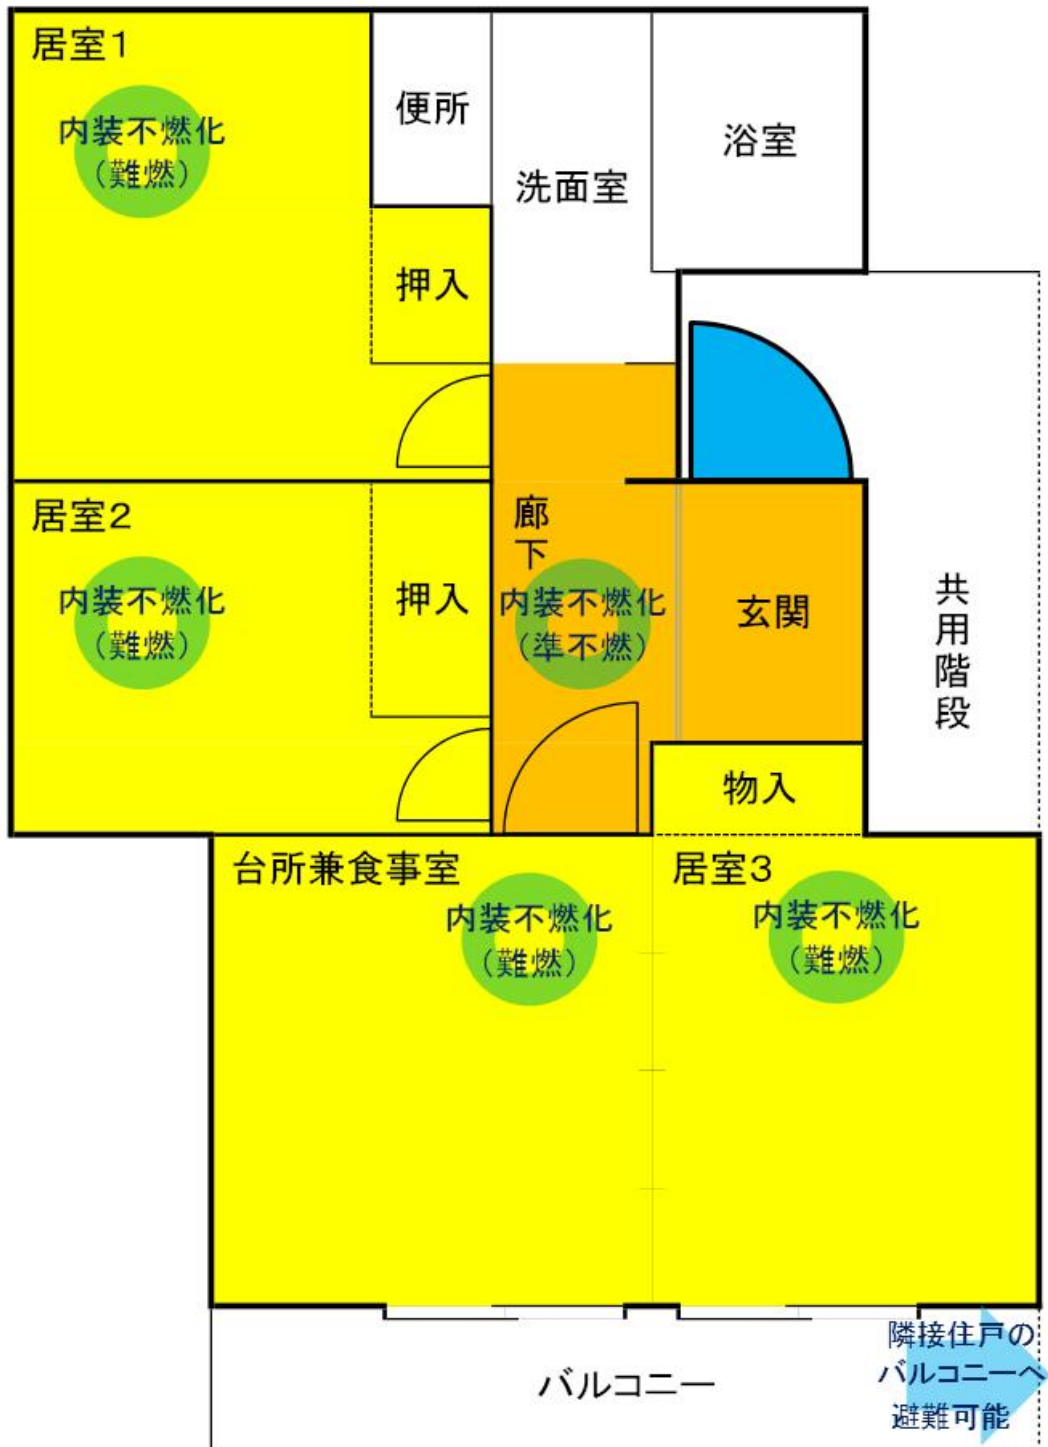 居室1
内装不燃化
（難燃）
便所
洗面室
浴室
押入
居室2
内装不燃化
（難燃）
押入
廊下
内装不燃化
（準不燃）
玄関
共用階段
物入
台所兼食事室
内装不燃化
（難燃）
居室3
内装不燃化
（難燃）
バルコニー
隣接住戸の
バルコニーへ
避難可能